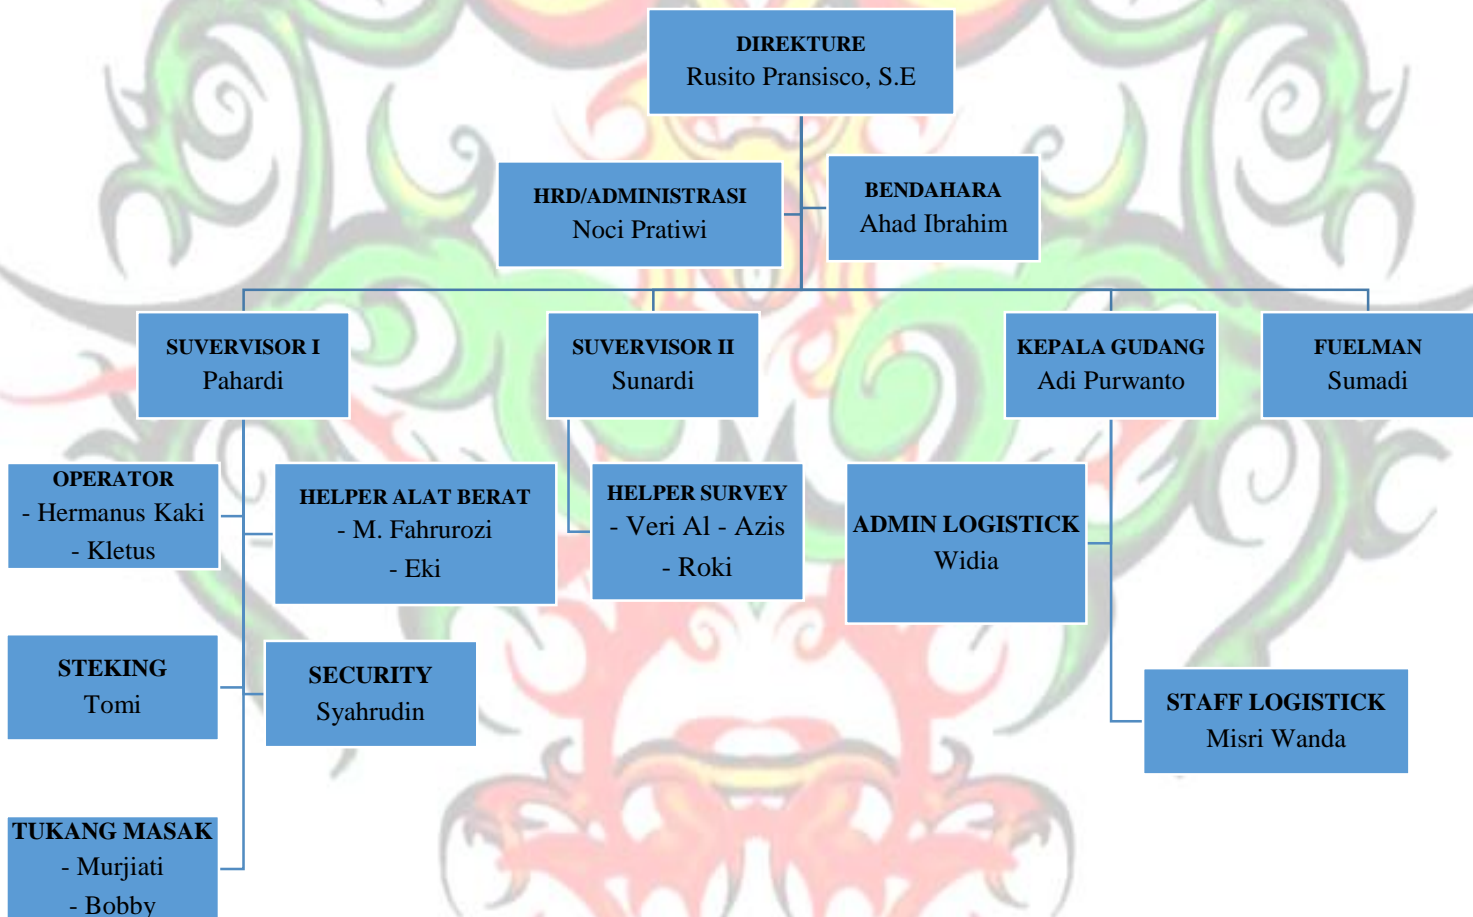 DIREKTURE
Rusito Pransisco, S.E
HRD/ADMINISTRASI
Noci Pratiwi
BENDAHARA
Ahad Ibrahim
SUVERVISOR I
Pahardi
SUVERVISOR II
Sunardi
KEPALA GUDANG
Adi Purwanto
FUELMAN
Sumadi
OPERATOR
- Hermanus Kaki
- Kletus
HELPER ALAT BERAT
- M. Fahrurozi
- Eki
HELPER SURVEY
- Veri Al - Azis
- Roki
ADMIN LOGISTICK
Widia
STEKING
Tomi
SECURITY
Syahrudin
STAFF LOGISTICK
Misri Wanda
TUKANG MASAK
- Murjiati
- Bobby